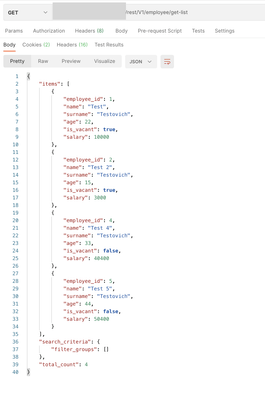 GET /rest/V1/employee/get-list
Params Authorization Headers (8) Body Pre-request Script Tests Settings
Body Cookies (2) Headers (18) Test Results
Pretty Raw Preview Visualize JSON
1 {
2 "items": [
3 {
4 "employee_id": 1,
5 "name": "Test",
6 "surname": "Testovich",
7 "age": 22,
8 "is_vacant": true,
9 "salary": 10000
10 },
11 {
12 "employee_id": 2,
13 "name": "Test 2",
14 "surname": "Testovich",
15 "age": 15,
16 "is_vacant": true,
17 "salary": 3000
18 },
19 {
20 "employee_id": 4,
21 "name": "Test 4",
22 "surname": "Testovich",
23 "age": 33,
24 "is_vacant": false,
25 "salary": 40400
26 },
27 {
28 "employee_id": 5,
29 "name": "Test 5",
30 "surname": "Testovich",
31 "age": 44,
32 "is_vacant": false,
33 "salary": 50400
34 }
35 ],
36 "search_criteria": {
37 "filter_groups": []
38 },
39 "total_count": 4
40 }